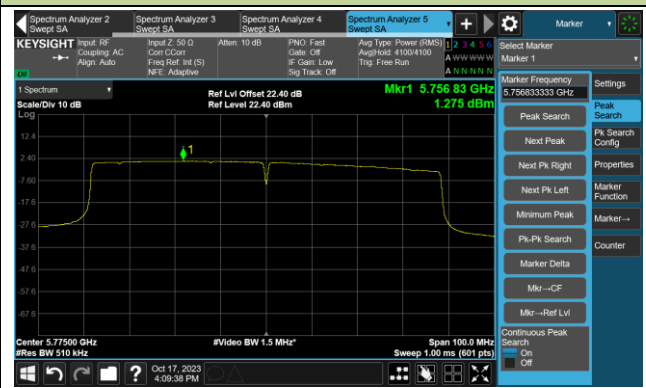 Spectrum Analyzer 2
Swept SA
Spectrum Analyzer 3
Swept SA
Spectrum Analyzer 4
Swept SA
Spectrum Analyzer 5
Swept SA
Marker
KEYSIGHT
Input: RF
Coupling: AC
Align: Auto
Input Z: 50 Ω
Corr CCorr
Freq Ref: Int (S)
NFE: Adaptive
Atten: 10 dB
PNO: Fast
Gate: Off
IF Gain: Low
Sig Track: Off
Avg Type: Power (RMS)
Avg|Hold: 4100/4100
Trig: Free Run
1 2 3 4 5 6
A W W W W W
A N N N N N
Select Marker
Marker 1
LXI
1 Spectrum
Scale/Div 10 dB
Log
Ref Lvl Offset 22.40 dB
Ref Level 22.40 dBm
Mkr1 5.756 83 GHz
1.275 dBm
Marker Frequency
5.756833333 GHz
Settings
Peak Search
Next Peak
Next Pk Right
Next Pk Left
Minimum Peak
Pk-Pk Search
Marker Delta
Mkr→CF
Mkr→Ref Lvl
Continuous Peak
Search
On
Off
Peak
Search
Pk Search
Config
Properties
Marker
Function
Marker→
Counter
1
12.4
2.40
-7.60
-17.6
-27.6
-37.6
-47.6
-57.6
-67.6
Center 5.77500 GHz
#Res BW 510 kHz
#Video BW 1.5 MHz*
Span 100.0 MHz
Sweep 1.00 ms (601 pts)
?
Oct 17, 2023
4:09:38 PM